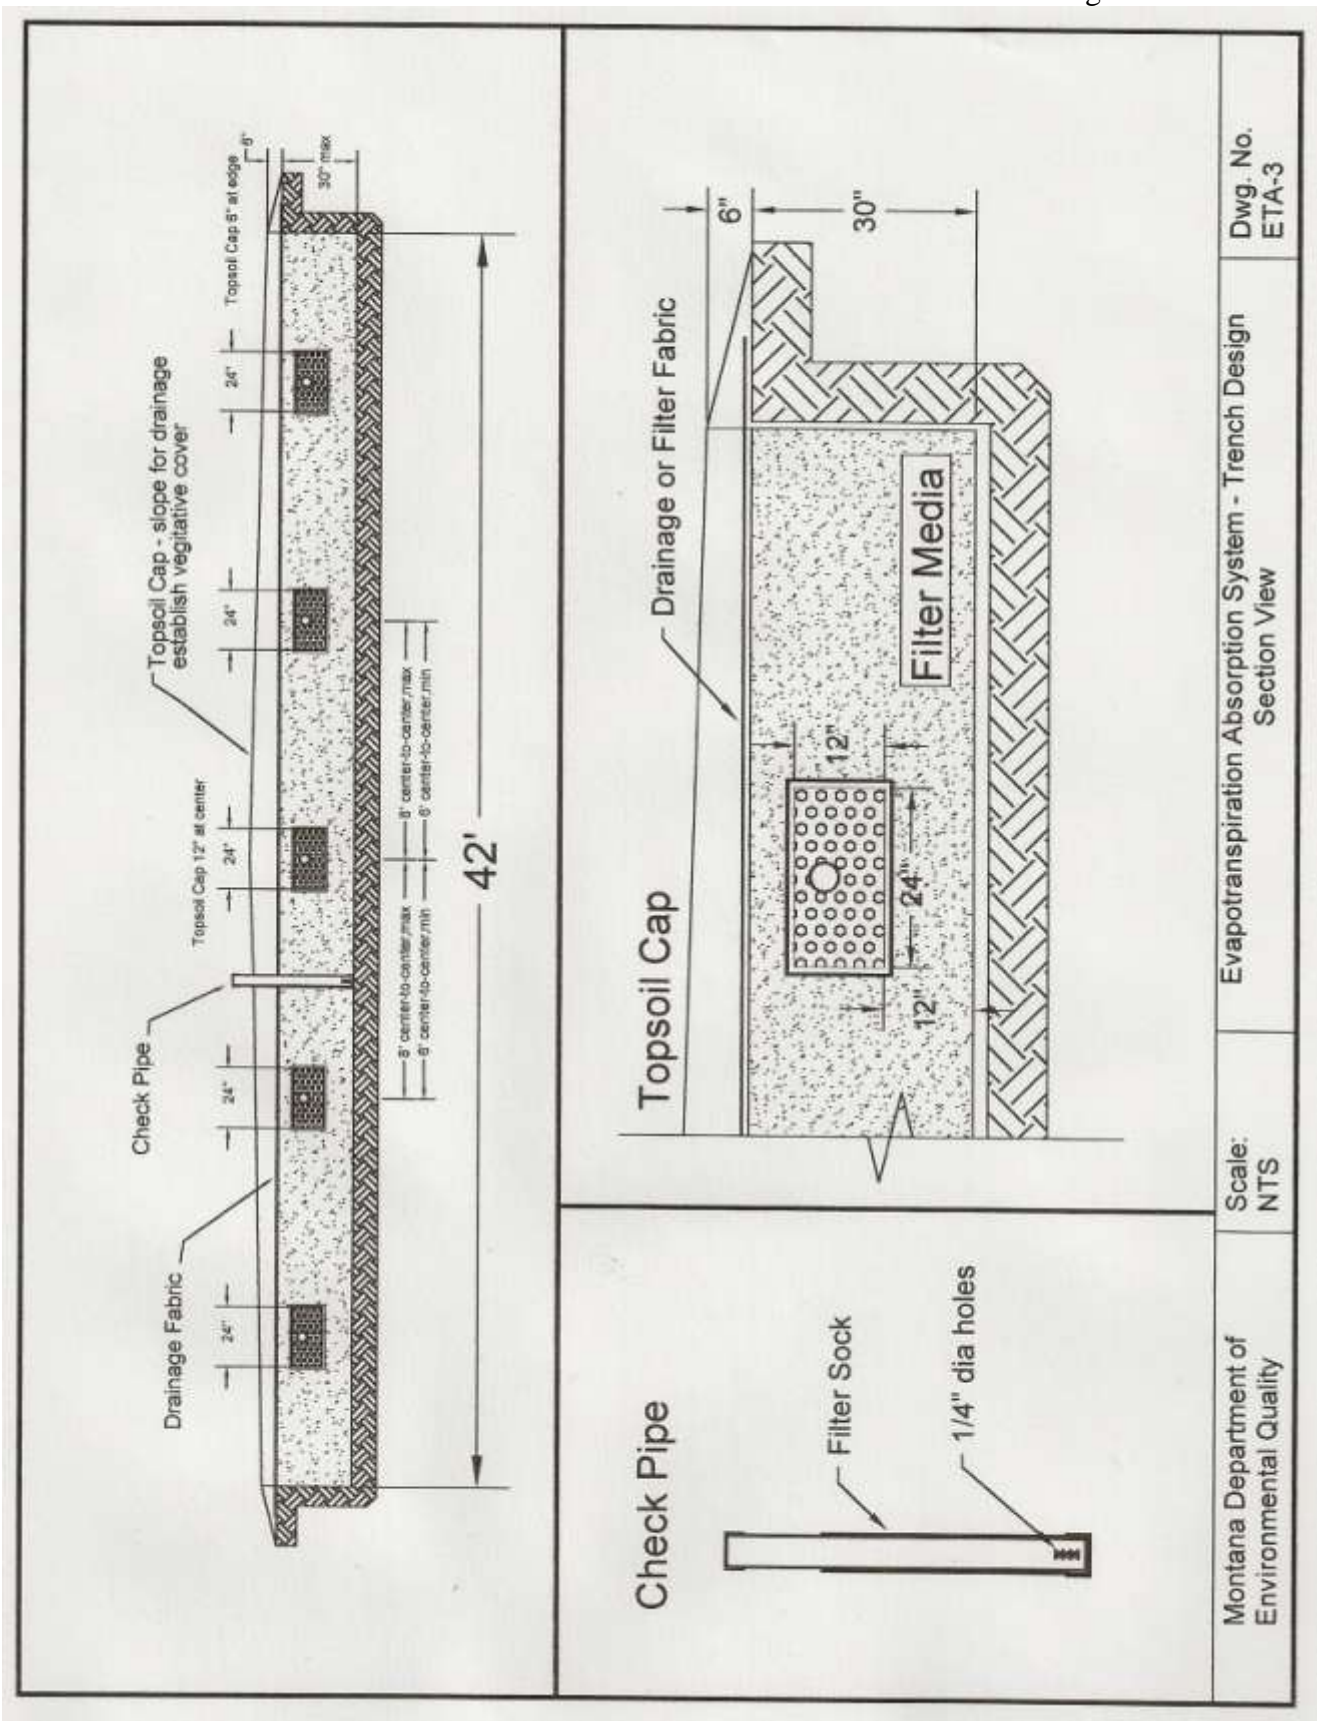 Topsoil Cap - slope for drainage
establish vegitative cover
Topsoil Cap 6" at edge
6"
30" max
Check Pipe
Topsoil Cap 12" at center
Drainage Fabric
24"
24"
24"
24"
24"
8' center-to-center,max
8' center-to-center,max
6' center-to-center,min
6' center-to-center,min
42'
Check Pipe
Filter Sock
1/4" dia holes
Topsoil Cap
Drainage or Filter Fabric
6"
30"
12"
24"
12"
Filter Media
Montana Department of
Environmental Quality
Scale:
NTS
Evapotranspiration Absorption System - Trench Design
Section View
Dwg. No.
ETA-3